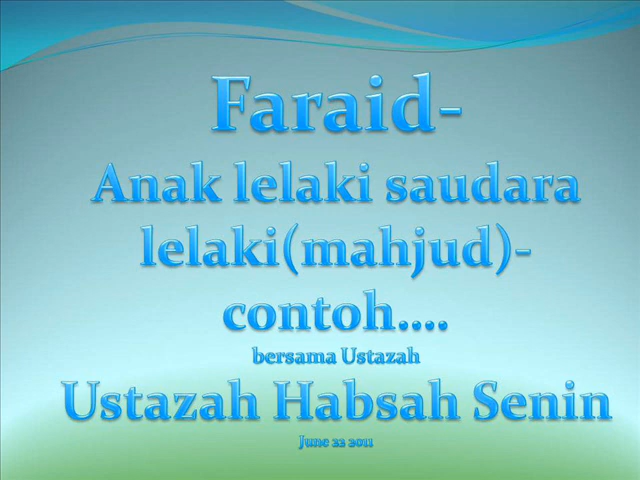 Faraid-
Anak lelaki saudara
lelaki(mahjud)-
contoh....
bersama Ustazah
Ustazah Habsah Senin
June 22 2011